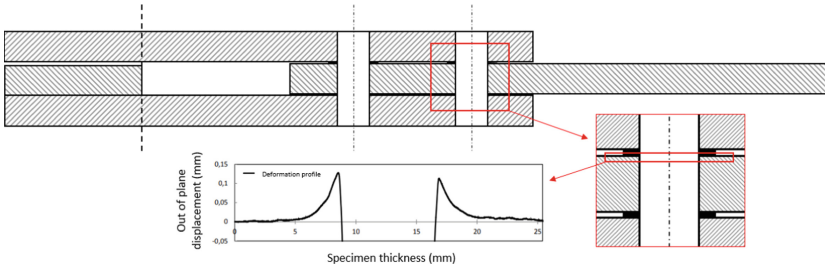 0,15
0,1
0,05
0
-0,05
Out of plane
displacement (mm)
Deformation profile
0
5
10
15
20
25
Specimen thickness (mm)